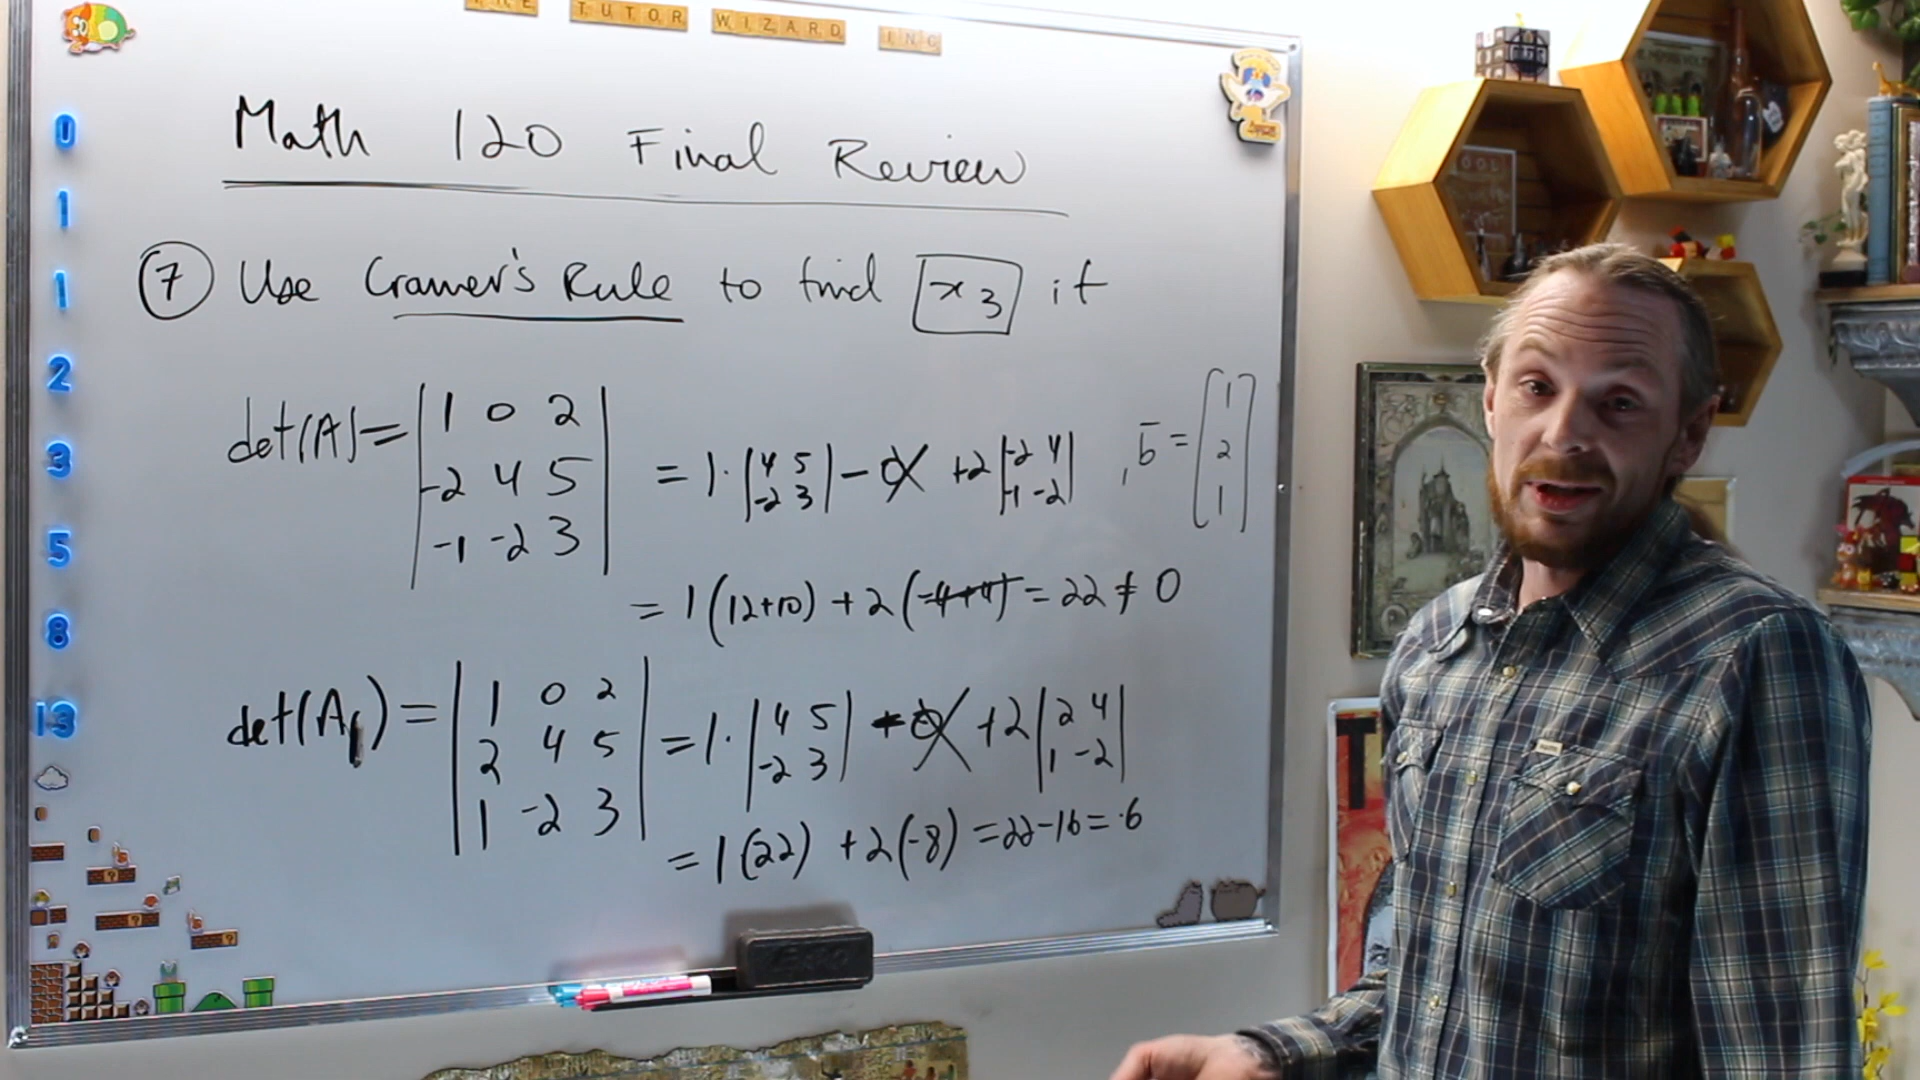 THE TUTOR WIZARD INC
Math 120 Final Review
7 Use Cramer's Rule to find x₃ if
det(A) = |1 0 2; -2 4 5; -1 -2 3| = 1·|4 5; -2 3| - 0X + 2|-2 4; -1 -2| , b̄ = [1; 2; 1]
= 1(12+10) + 2(-4+4) = 22 ≠ 0
det(A₁) = |1 0 2; 2 4 5; 1 -2 3| = 1·|4 5; -2 3| - 0X + 2|2 4; 1 -2|
= 1(22) + 2(-8) = 22-16 = 6
0
1
1
2
3
5
8
13